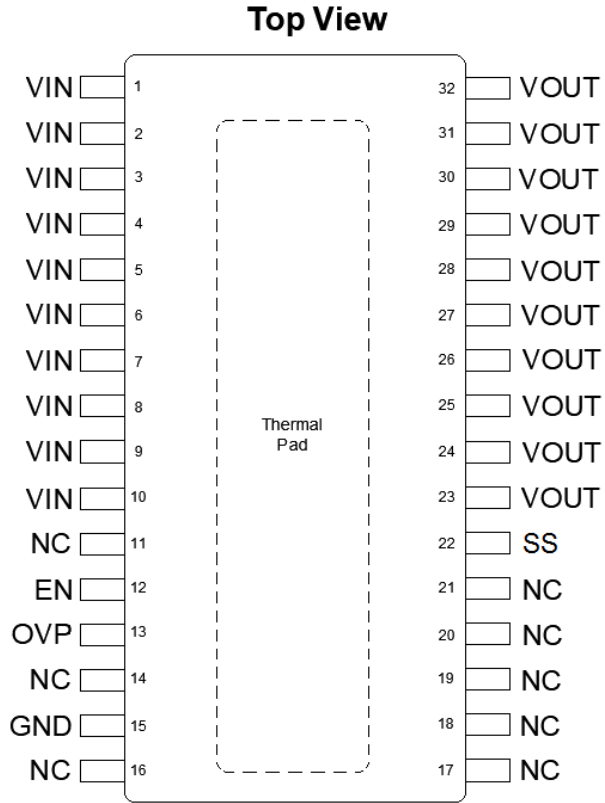 Top View
VIN 1 32 VOUT
VIN 2 31 VOUT
VIN 3 30 VOUT
VIN 4 29 VOUT
VIN 5 28 VOUT
VIN 6 27 VOUT
VIN 7 26 VOUT
VIN 8 25 VOUT
Thermal
Pad
VIN 9 24 VOUT
VIN 10 23 VOUT
NC 11 22 SS
EN 12 21 NC
OVP 13 20 NC
NC 14 19 NC
GND 15 18 NC
NC 16 17 NC